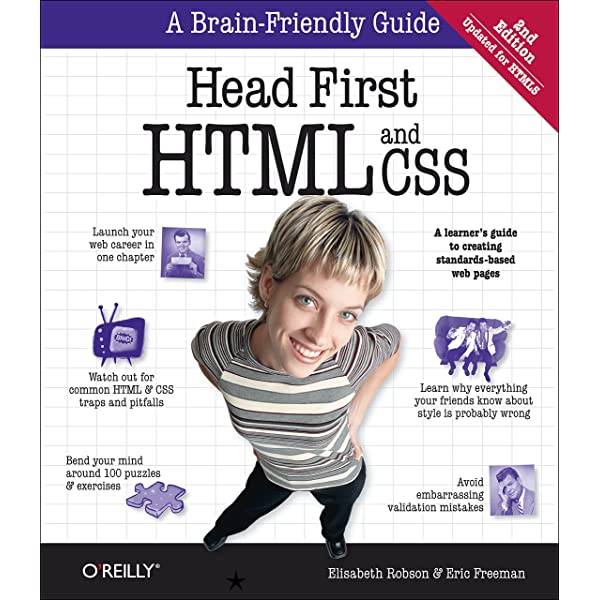 A Brain-Friendly Guide
2nd
Edition
Updated for HTML5
Head First
HTML and
CSS
Launch your
web career in
one chapter
A learner's guide
to creating
standards-based
web pages
Watch out for
common HTML & CSS
traps and pitfalls
Learn why everything
your friends know about
style is probably wrong
Bend your mind
around 100 puzzles
& exercises
Avoid
embarrassing
validation mistakes
O'REILLY®
Elisabeth Robson & Eric Freeman